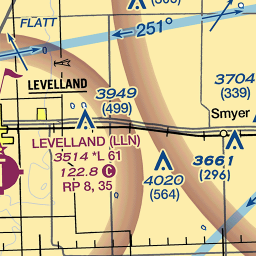 FLATT
251°
LEVELLAND
3949
(499)
3704
(339)
Smyer
LEVELLAND (LLN)
3514 *L 61
122.8 C
RP 8, 35
3661
(296)
4020
(564)